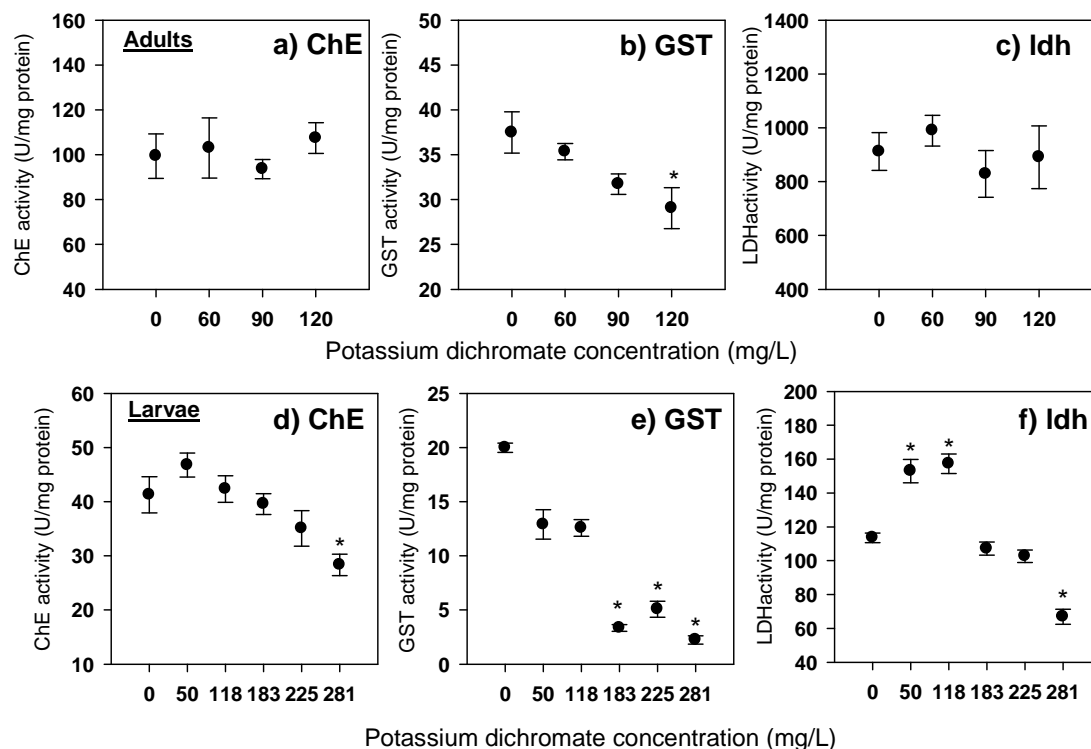 Adults
a) ChE
ChE activity (U/mg protein)
160
140
120
100
80
60
40
0 60 90 120
b) GST
GST activity (U/mg protein)
50
45
40
35
30
25
20
*
0 60 90 120
c) ldh
LDHactivity (U/mg protein)
1400
1200
1000
800
600
400
0 60 90 120
Potassium dichromate concentration (mg/L)
Larvae
d) ChE
ChE activity (U/mg protein)
60
50
40
30
20
10
*
0 50 118 183 225 281
e) GST
GST activity (U/mg protein)
25
20
15
10
5
0
* * *
0 50 118 183 225 281
f) ldh
LDHactivity (U/mg protein)
200
180
160
140
120
100
80
60
40
* * *
0 50 118 183 225 281
Potassium dichromate concentration (mg/L)